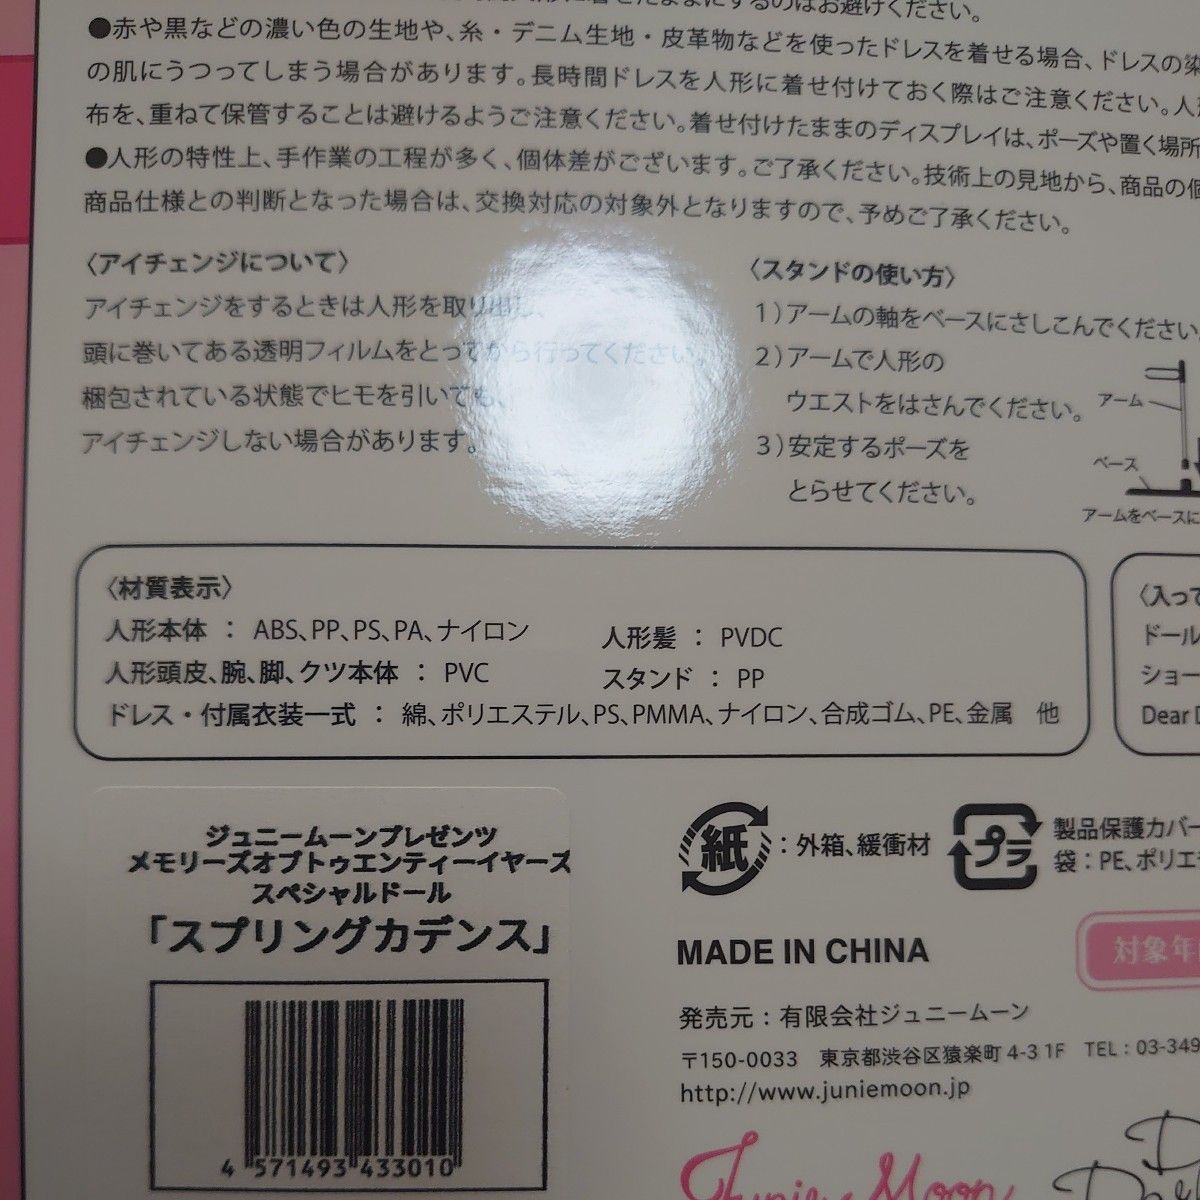 はお避けください。
●赤や黒などの濃い色の生地や、糸・デニム生地・皮革物などを使ったドレスを着せる場合、ドレスの染
の肌にうつってしまう場合があります。長時間ドレスを人形に着せ付けておく際はご注意ください。人
布を、重ねて保管することは避けるようご注意ください。着せ付けたままのディスプレイは、ポーズや置く場所
●人形の特性上、手作業の工程が多く、個体差がございます。ご了承ください。技術上の見地から、商品の個
商品仕様との判断となった場合は、交換対応の対象外となりますので、予めご了承ください。
〈アイチェンジについて〉
アイチェンジをするときは人形を取り出し、
頭に巻いてある透明フィルムをとってから行ってください。
梱包されている状態でヒモを引いても、
アイチェンジしない場合があります。
〈スタンドの使い方〉
1)アームの軸をベースにさしこんでください。
2)アームで人形の
ウエストをはさんでください。
3)安定するポーズを
とらせてください。
アーム
ベース
アームをベースに
〈材質表示〉
人形本体 : ABS、PP、PS、PA、ナイロン
人形髪 : PVDC
人形頭皮、腕、脚、クツ本体 : PVC
スタンド : PP
ドレス・付属衣装一式 : 綿、ポリエステル、PS、PMMA、ナイロン、合成ゴム、PE、金属 他
〈入って
ドール
ショー
Dear D
ジュニームーンプレゼンツ
メモリーズオブトゥエンティーイヤーズ
スペシャルドール
「スプリングカデンス」
4 571493 433010
紙 : 外箱、緩衝材
プラ
製品保護カバー
袋:PE、ポリエ
MADE IN CHINA
対象年
発売元:有限会社ジュニームーン
〒150-0033 東京都渋谷区猿楽町 4-3 1F TEL:03-349
http://www.juniemoon.jp
Junie Moon